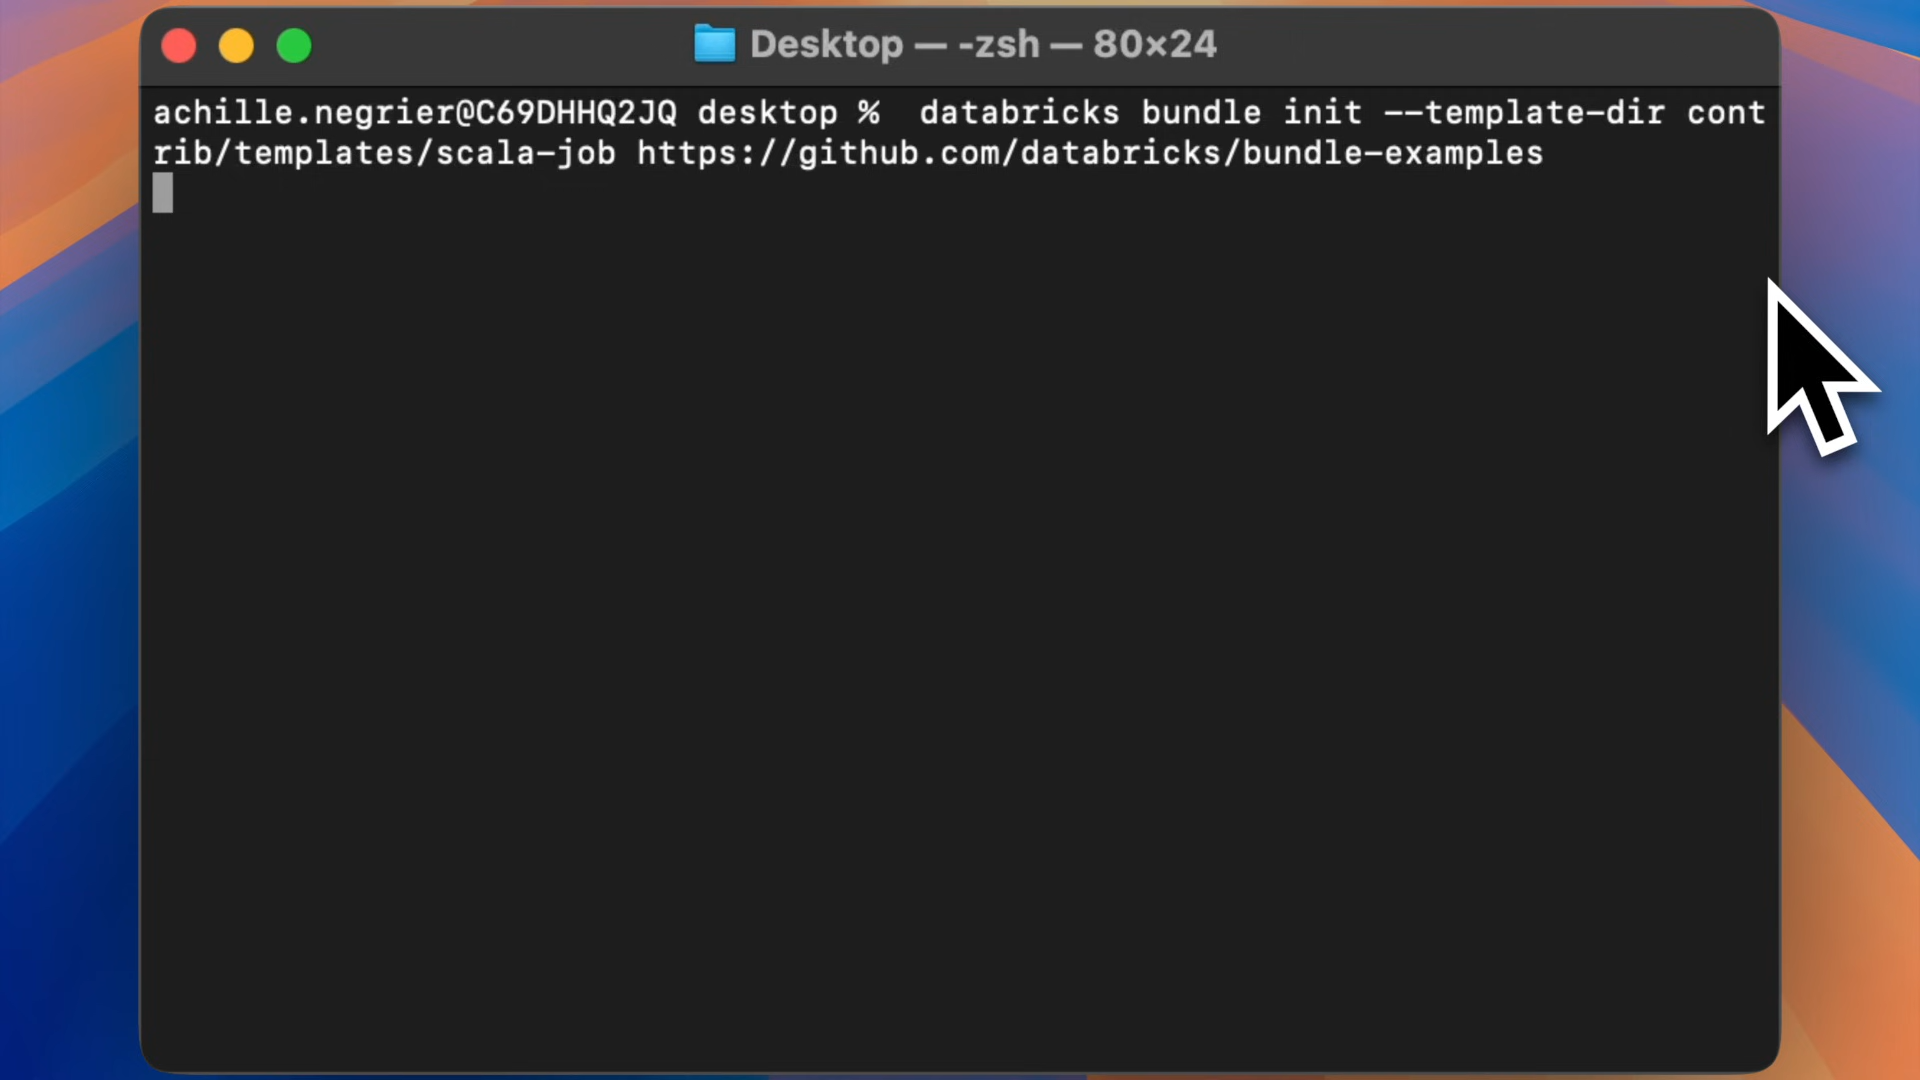 Desktop — -zsh — 80×24
achille.negrier@C69DHHQ2JQ desktop %  databricks bundle init --template-dir cont
rib/templates/scala-job https://github.com/databricks/bundle-examples